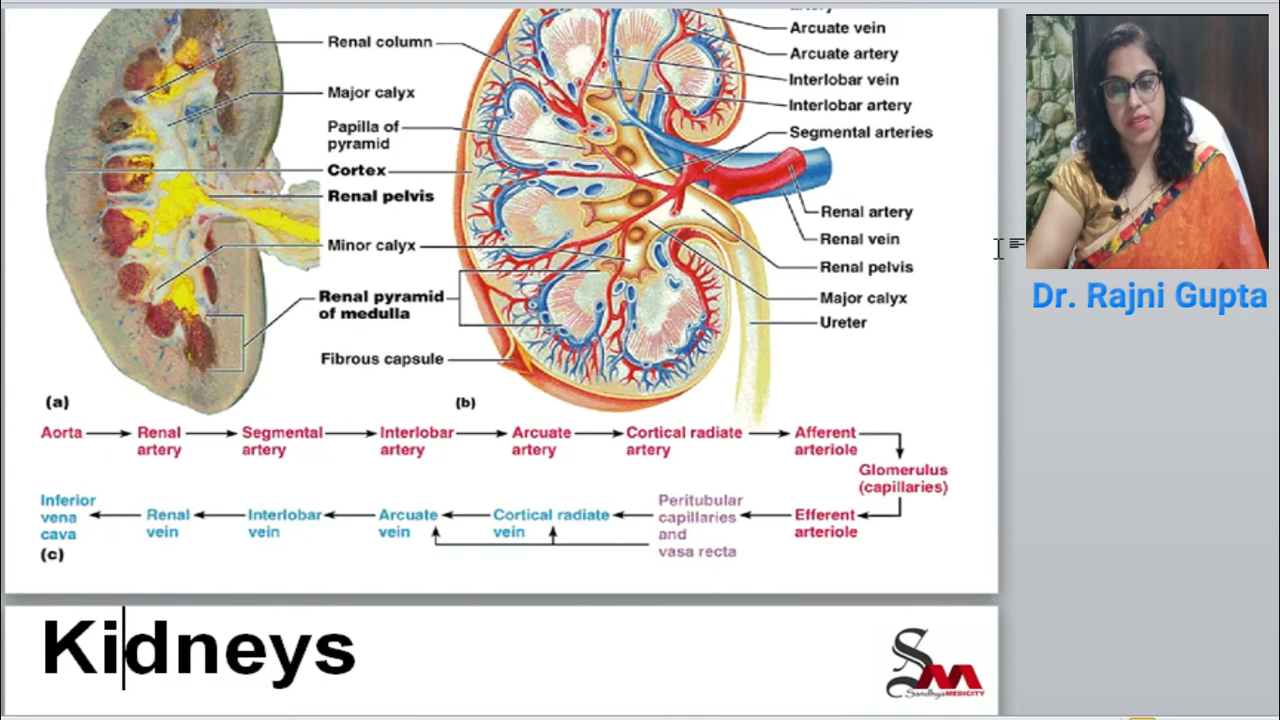 artery
Arcuate vein
Arcuate artery
Interlobar vein
Interlobar artery
Segmental arteries
Renal artery
Renal vein
Renal pelvis
Major calyx
Ureter
Renal column
Major calyx
Papilla of
pyramid
Cortex
Renal pelvis
Minor calyx
Renal pyramid
of medulla
Fibrous capsule
(a)
(b)
Aorta
Renal
artery
Segmental
artery
Interlobar
artery
Arcuate
artery
Cortical radiate
artery
Afferent
arteriole
Glomerulus
(capillaries)
Efferent
arteriole
Peritubular
capillaries
and
vasa recta
Cortical radiate
vein
Arcuate
vein
Interlobar
vein
Renal
vein
Inferior
vena
cava
(c)
Kidneys
SM
Sandhya MEDICITY
Dr. Rajni Gupta